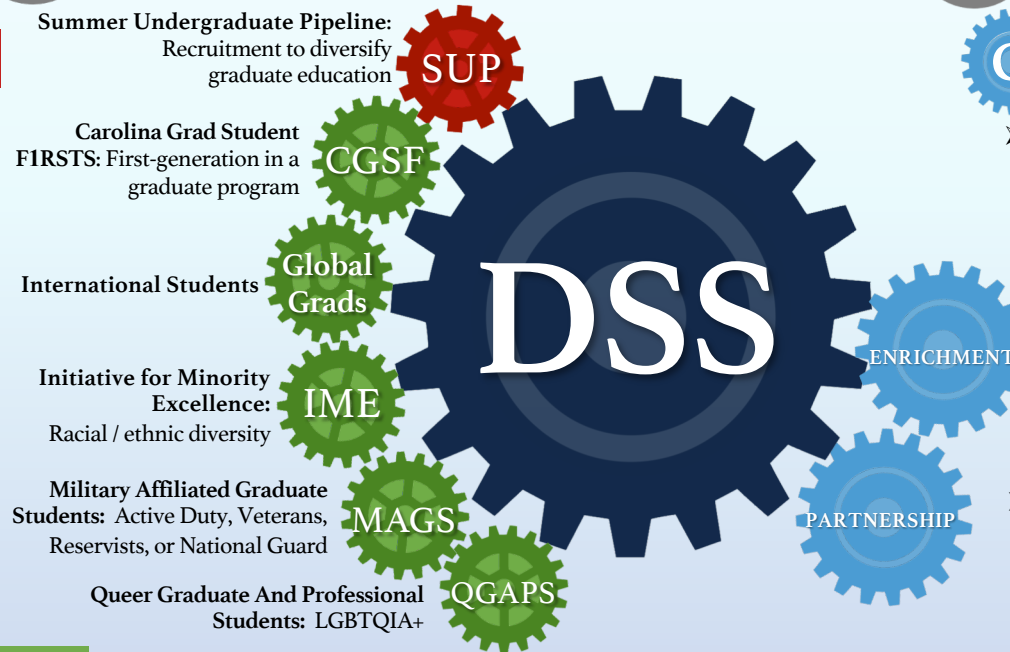 Summer Undergraduate Pipeline:
Recruitment to diversify
graduate education
SUP
Carolina Grad Student
F1RSTS: First-generation in a
graduate program
CGSF
International Students
Global
Grads
Initiative for Minority
Excellence:
Racial / ethnic diversity
IME
Military Affiliated Graduate
Students: Active Duty, Veterans,
Reservists, or National Guard
MAGS
Queer Graduate And Professional
Students: LGBTQIA+
QGAPS
DSS
ENRICHMENT
PARTNERSHIP